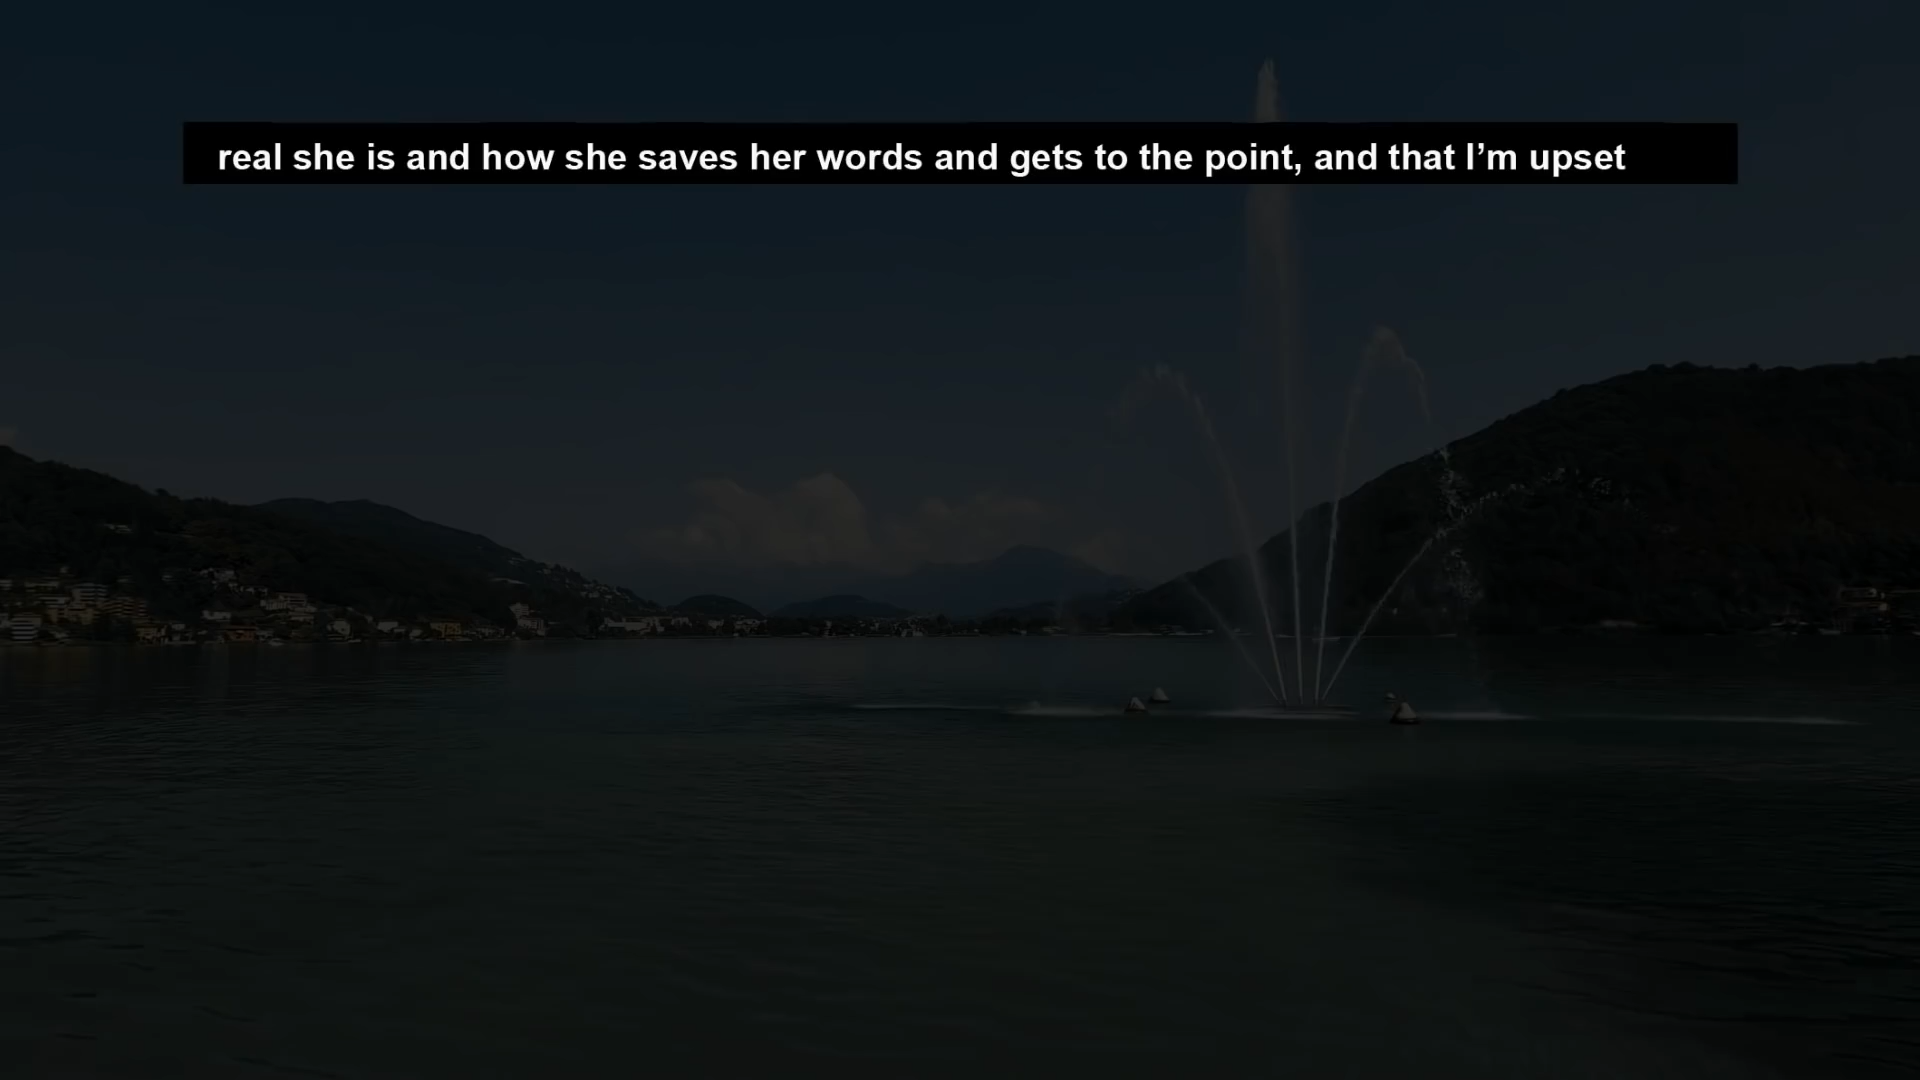 real she is and how she saves her words and gets to the point, and that I’m upset